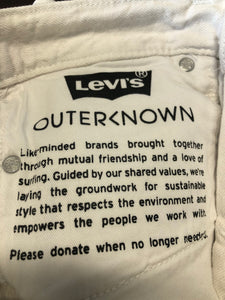 LEVI'S®
OUTERKNOWN
Like-minded brands brought together
through mutual friendship and a love of
surfing. Guided by our shared values, we're
laying the groundwork for sustainable
style that respects the environment and
empowers the people we work with.
Please donate when no longer needed.